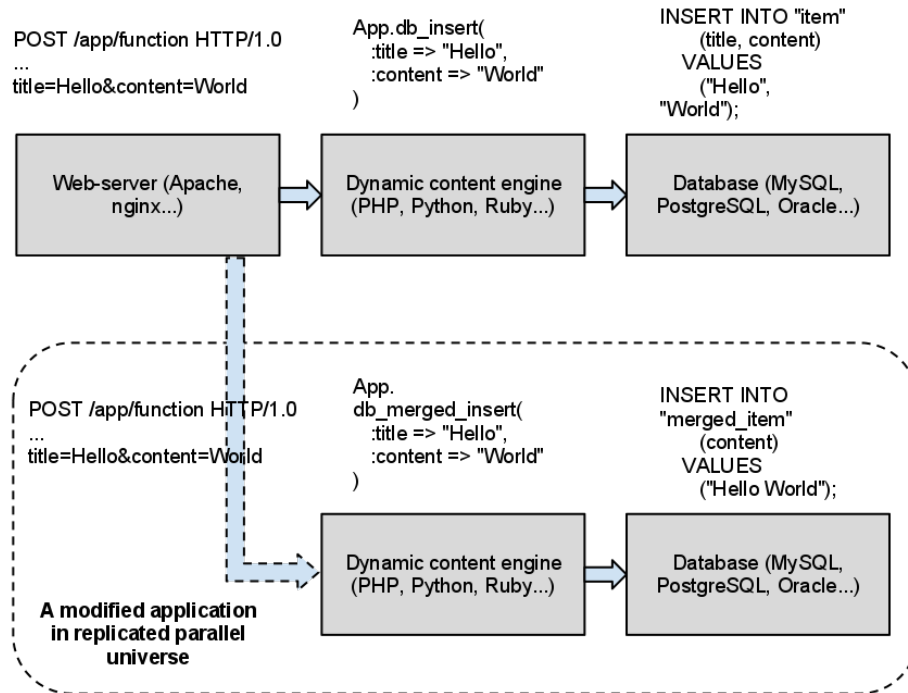 POST /app/function HTTP/1.0
...
title=Hello&content=World
App.db_insert(
:title => "Hello",
:content => "World"
)
INSERT INTO "item"
(title, content)
VALUES
("Hello",
"World");
Web-server (Apache,
nginx...)
Dynamic content engine
(PHP, Python, Ruby...)
Database (MySQL,
PostgreSQL, Oracle...)
POST /app/function HTTP/1.0
...
title=Hello&content=World
App.
db_merged_insert(
:title => "Hello",
:content => "World"
)
INSERT INTO
"merged_item"
(content)
VALUES
("Hello World");
Dynamic content engine
(PHP, Python, Ruby...)
Database (MySQL,
PostgreSQL, Oracle...)
A modified application
in replicated parallel
universe